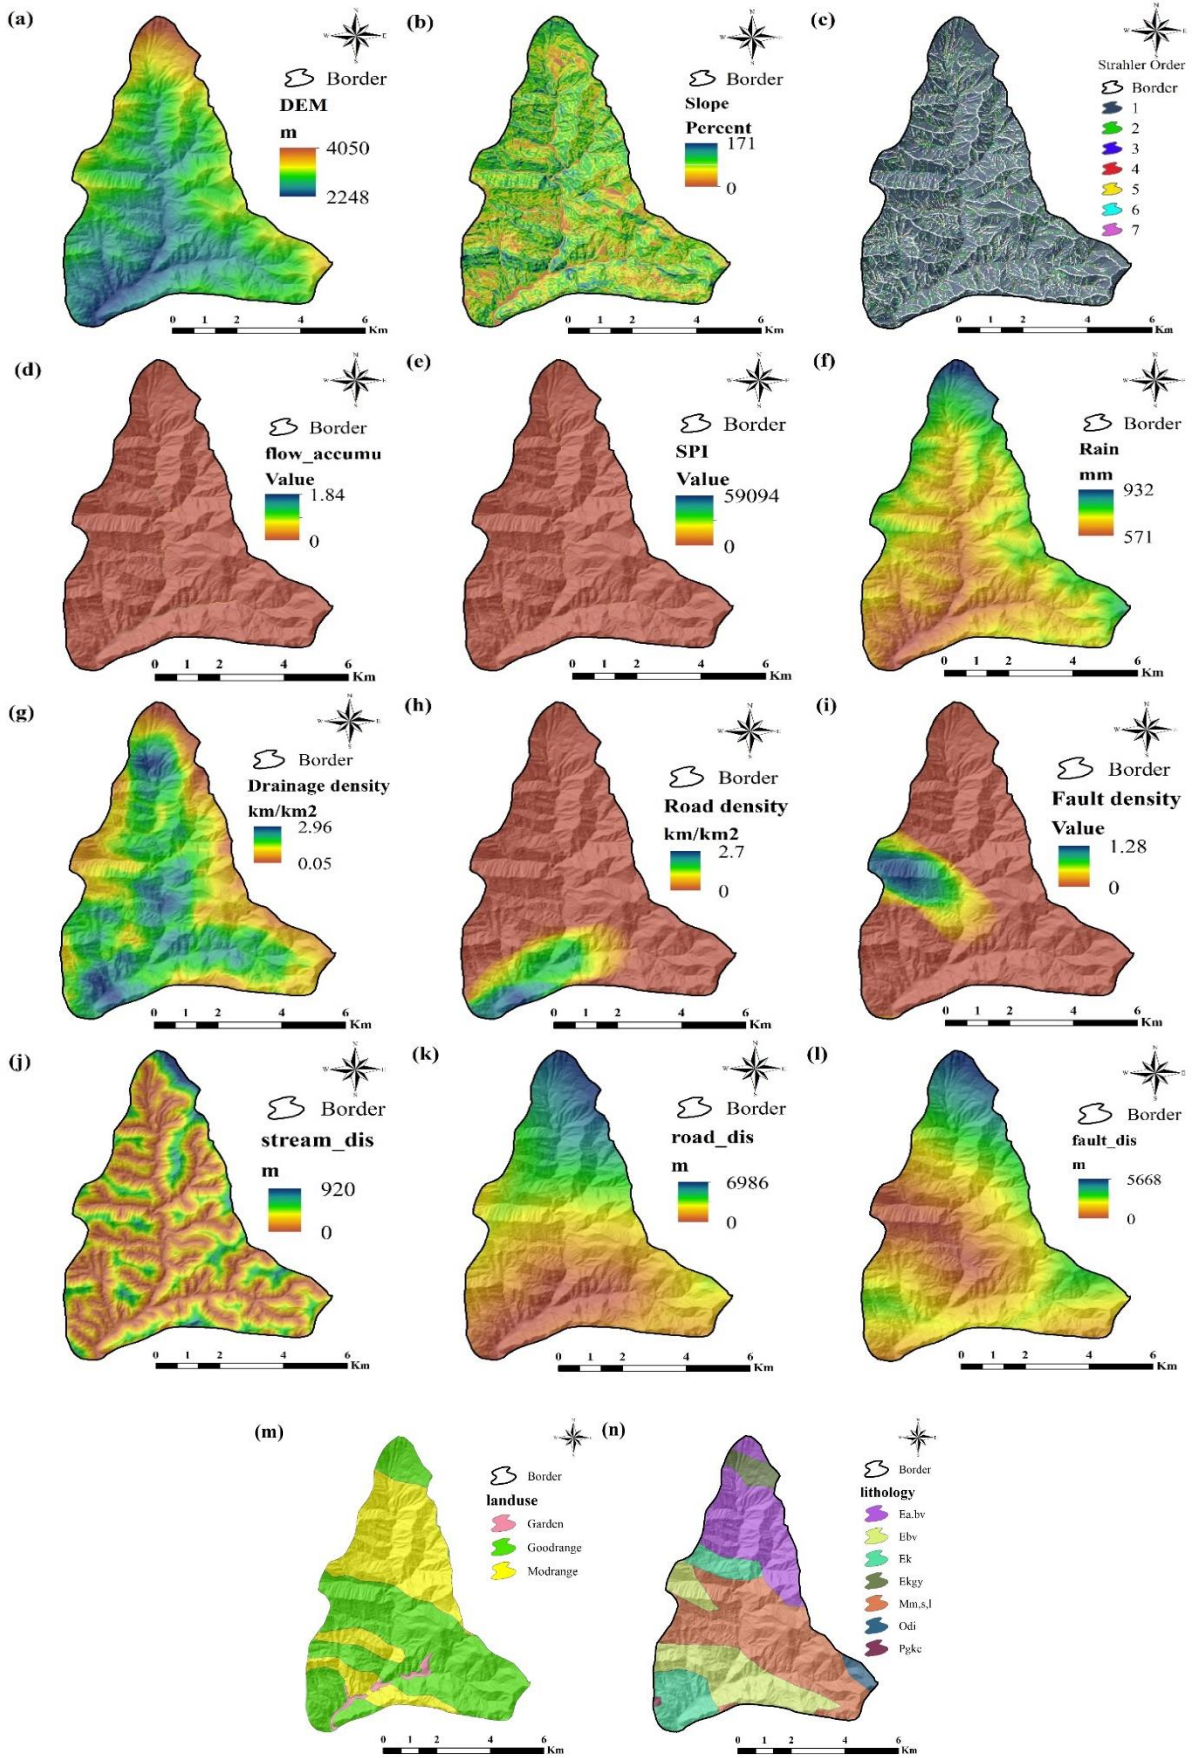 (a)
N
W
E
S
Border
DEM
m
4050
2248
0 1 2 4 6
Km
(b)
N
W
E
S
Border
Slope
Percent
171
0
0 1 2 4 6
Km
(c)
Strahler Order
Border
1
2
3
4
5
6
7
0 1 2 4 6
Km
(d)
N
W
E
S
Border
flow_accumu
Value
1.84
0
0 1 2 4 6
Km
(e)
N
W
E
S
Border
SPI
Value
59094
0
0 1 2 4 6
Km
(f)
N
W
E
S
Border
Rain
mm
932
571
0 1 2 4 6
Km
(g)
N
W
E
S
Border
Drainage density
km/km2
2.96
0.05
0 1 2 4 6
Km
(h)
N
W
E
S
Border
Road density
km/km2
2.7
0
0 1 2 4 6
Km
(i)
N
W
E
S
Border
Fault density
Value
1.28
0
0 1 2 4 6
Km
(j)
N
W
S
Border
stream_dis
m
920
0
0 1 2 4 6
Km
(k)
N
W
E
S
Border
road_dis
m
6986
0
0 1 2 4 6
Km
(l)
N
W
S
Border
fault_dis
m
5668
0
0 1 2 4 6
Km
(m)
Border
landuse
Garden
Goodrange
Modrange
0 1 2 4 6
Km
(n)
Border
lithology
Ea.bv
Ebv
Ek
Ekgy
Mm,s,l
Odi
Pgkc
0 1 2 4 6
Km